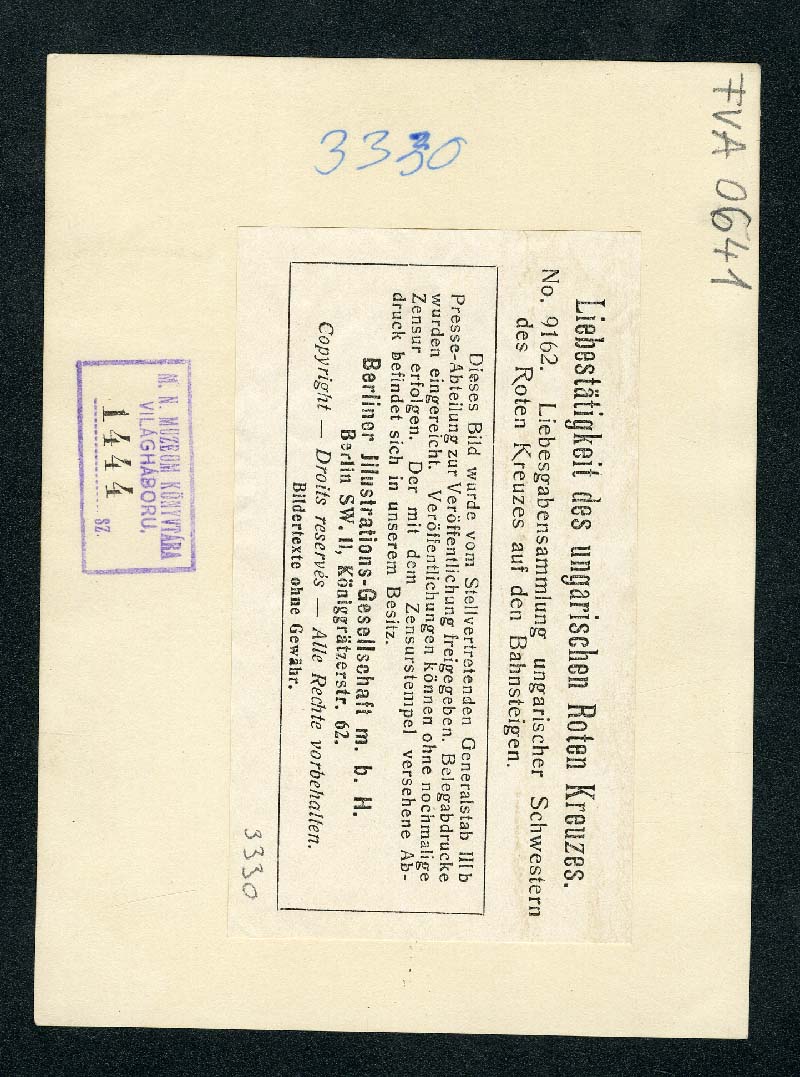 FVA 0641
3330
Liebestätigkeit des ungarischen Roten Kreuzes.
No. 9162. Liebesgabensammlung ungarischer Schwestern
des Roten Kreuzes auf den Bahnsteigen.
Dieses Bild wurde vom Stellvertretenden Generalstab IIIb
Presse-Abteilung zur Veröffentlichung freigegeben. Belegabdrucke
wurden eingereicht. Veröffentlichungen können ohne nochmalige
Zensur erfolgen. Der mit dem Zensurstempel versehene Ab-
druck befindet sich in unserem Besitz.
Berliner Jllustrations-Gesellschaft m. b. H.
Berlin SW. 11, Königgrätzerstr. 62.
Copyright — Droits reservés — Alle Rechte vorbehalten.
Bildertexte ohne Gewähr.
3330
M. N. MUZEUM KÖNYVTÁRA
VILÁGHÁBORU.
1444 SZ.